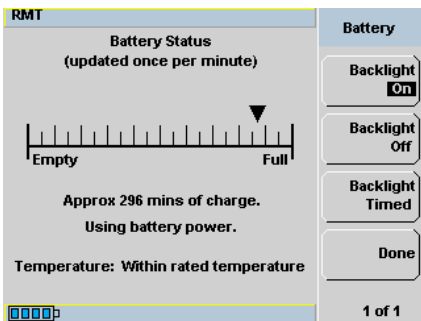 RMT
Battery Status
(updated once per minute)
Empty Full
Approx 296 mins of charge.
Using battery power.
Temperature: Within rated temperature
Battery
Backlight
On
Backlight
Off
Backlight
Timed
Done
1 of 1